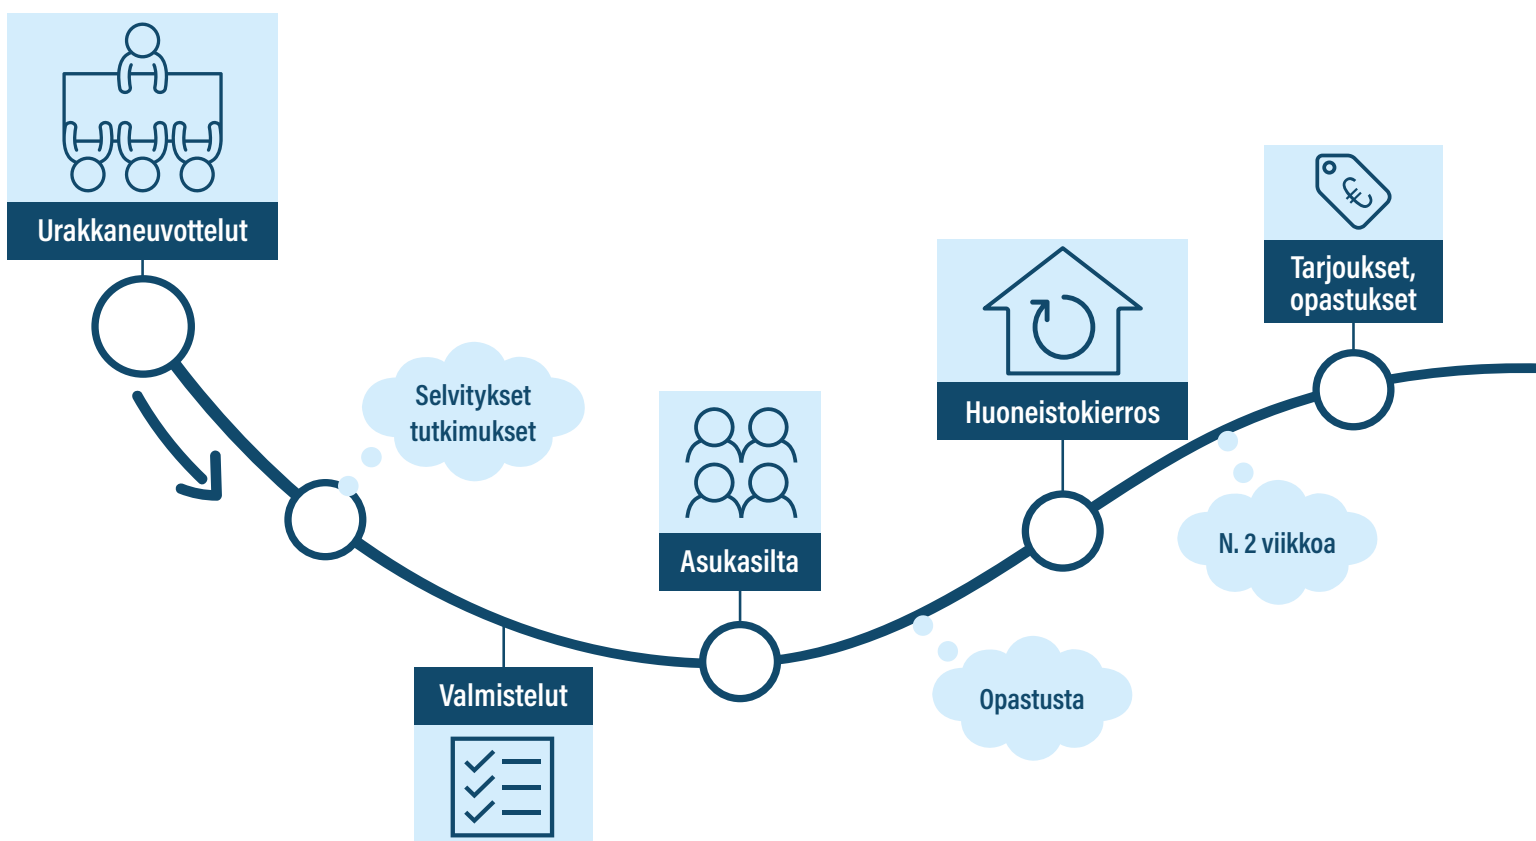 Urakkaneuvottelut
Selvitykset
tutkimukset
Valmistelut
Asukasilta
Opastusta
Huoneistokierros
N. 2 viikkoa
Tarjoukset,
opastukset
€